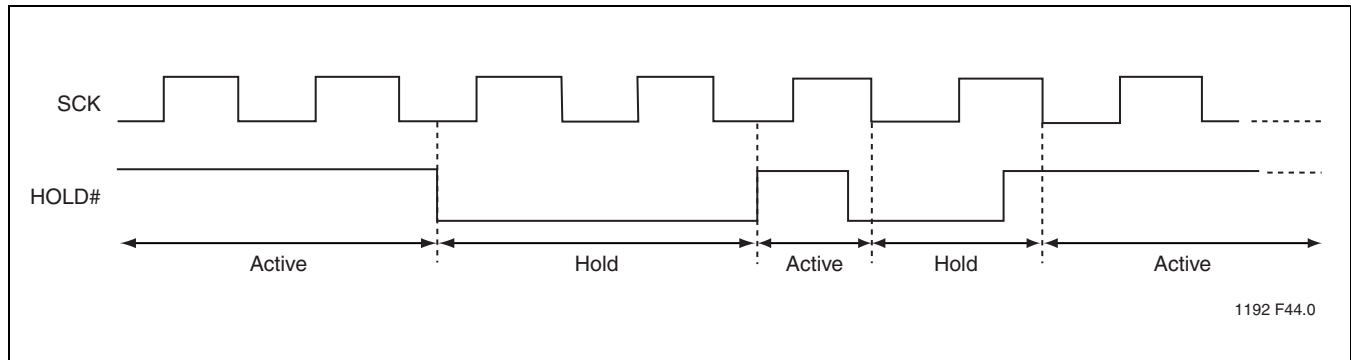 SCK
HOLD#
Active
Hold
Active
Hold
Active
1192 F44.0